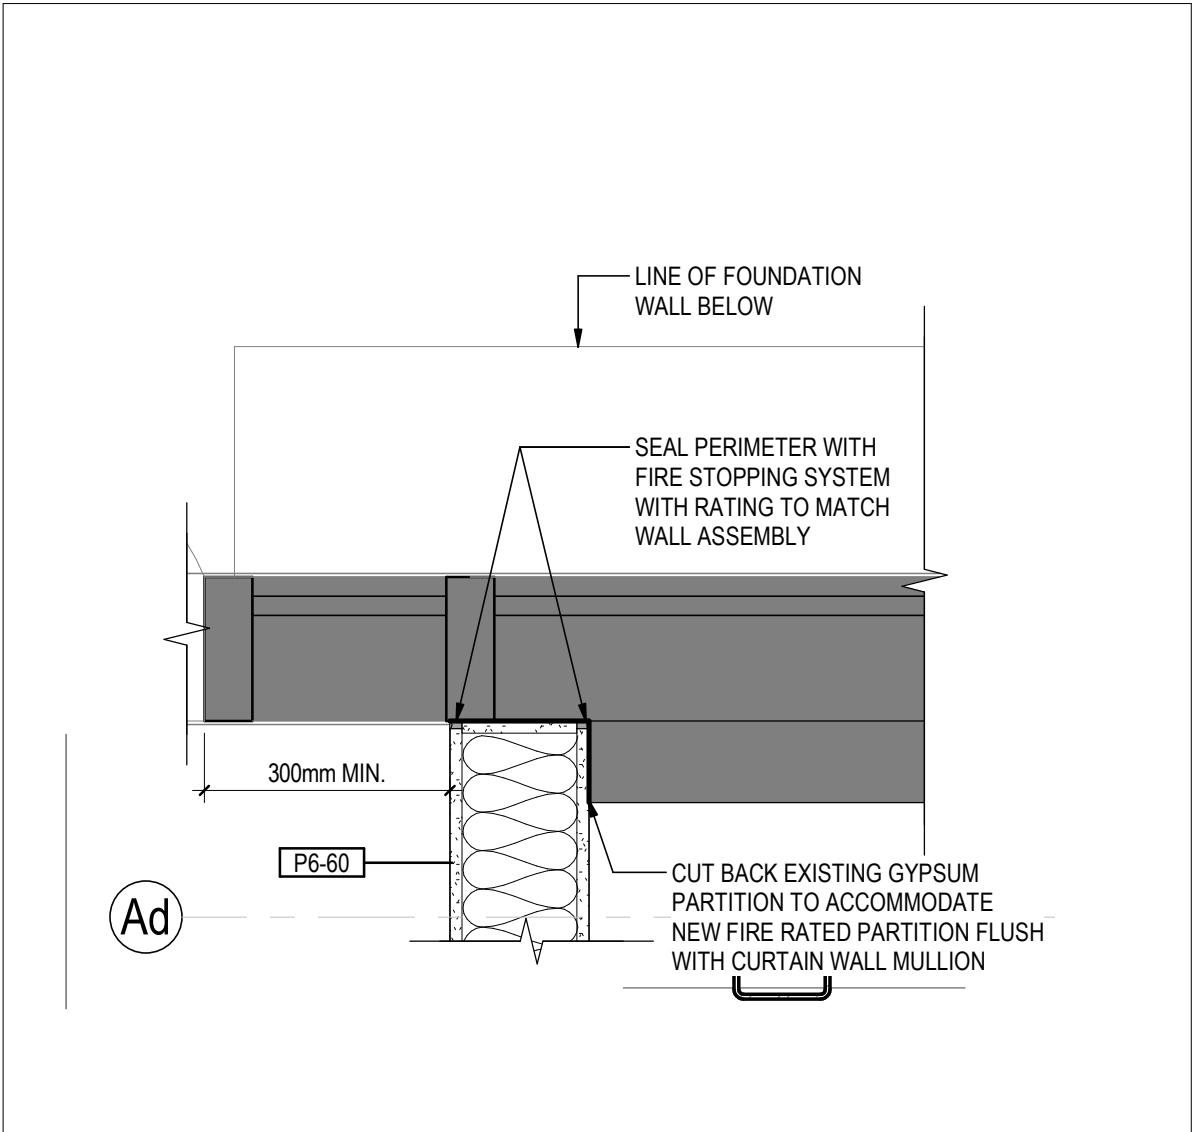 LINE OF FOUNDATION
WALL BELOW
SEAL PERIMETER WITH
FIRE STOPPING SYSTEM
WITH RATING TO MATCH
WALL ASSEMBLY
300mm MIN.
P6-60
Ad
CUT BACK EXISTING GYPSUM
PARTITION TO ACCOMMODATE
NEW FIRE RATED PARTITION FLUSH
WITH CURTAIN WALL MULLION